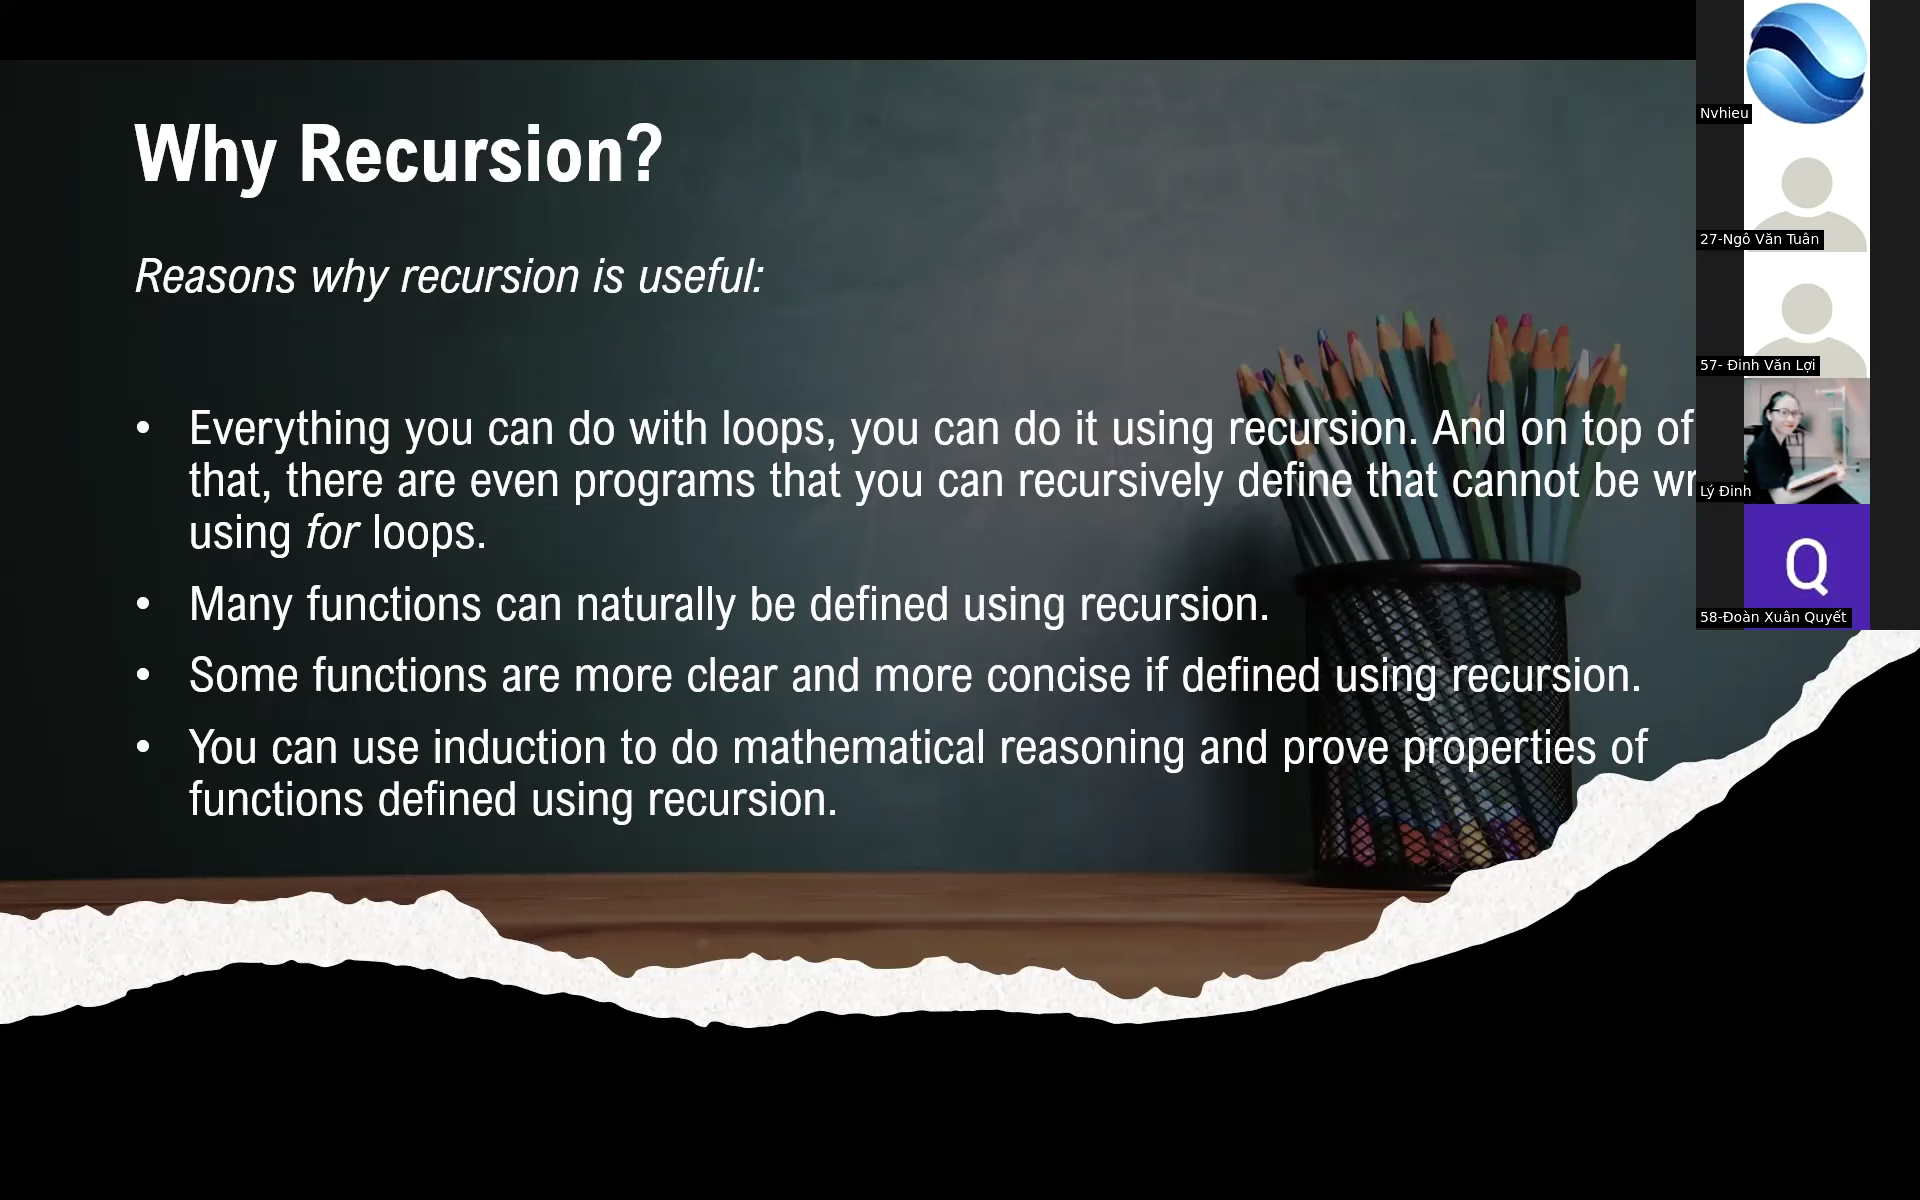 Why Recursion?
Reasons why recursion is useful:
• Everything you can do with loops, you can do it using recursion. And on top of
that, there are even programs that you can recursively define that cannot be
using for loops.
• Many functions can naturally be defined using recursion.
• Some functions are more clear and more concise if defined using recursion.
• You can use induction to do mathematical reasoning and prove properties of
functions defined using recursion.
Nvhieu
27-Ngô Văn Tuân
57- Đinh Văn Lợi
Lý Đinh
Q
58-Đoàn Xuân Quyết